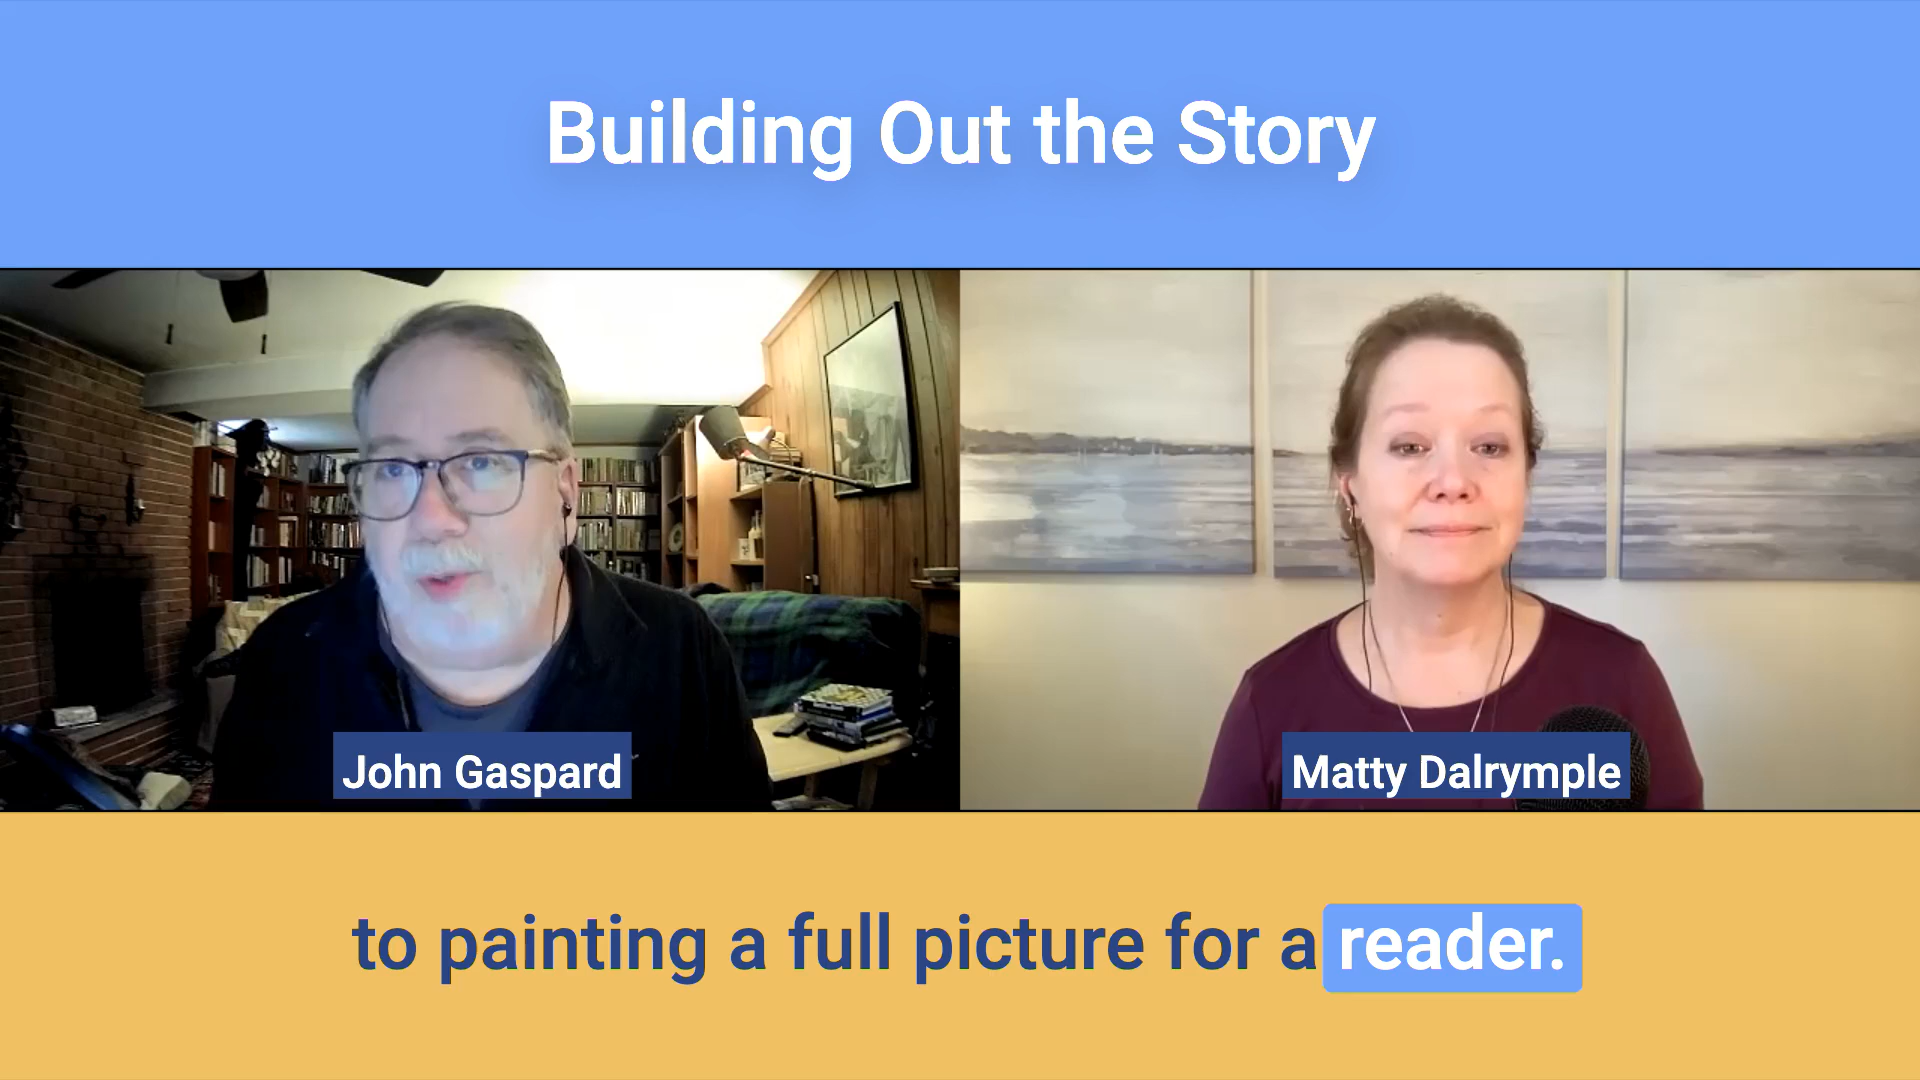 Building Out the Story
John Gaspard
Matty Dalrymple
to painting a full picture for a reader.